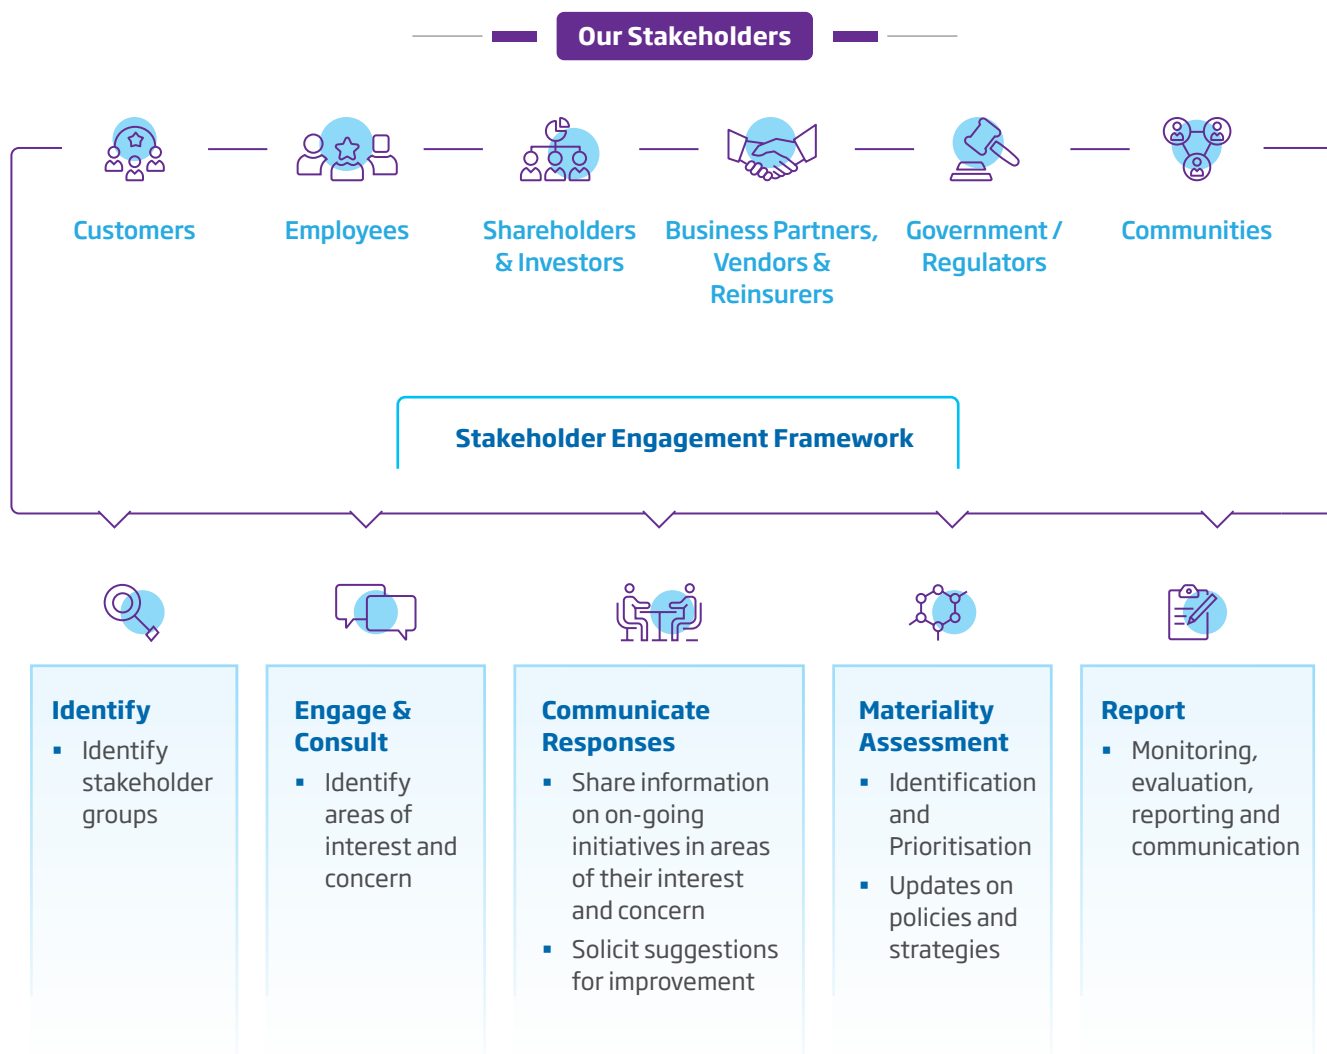 Our Stakeholders
Customers
Employees
Shareholders
& Investors
Business Partners,
Vendors &
Reinsurers
Government /
Regulators
Communities
Stakeholder Engagement Framework
Identify
▪ Identify
stakeholder
groups
Engage &
Consult
▪ Identify
areas of
interest and
concern
Communicate
Responses
▪ Share information
on on-going
initiatives in areas
of their interest
and concern
▪ Solicit suggestions
for improvement
Materiality
Assessment
▪ Identification
and
Prioritisation
▪ Updates on
policies and
strategies
Report
▪ Monitoring,
evaluation,
reporting and
communication